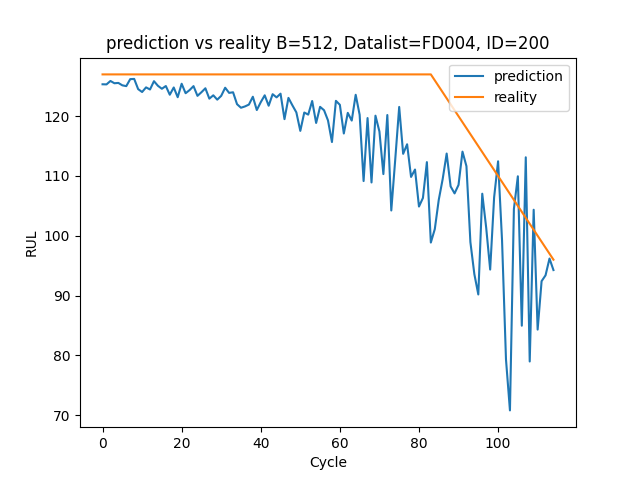 prediction vs reality B=512, Datalist=FD004, ID=200
prediction
reality
120
110
100
90
80
70
RUL
0 20 40 60 80 100
Cycle